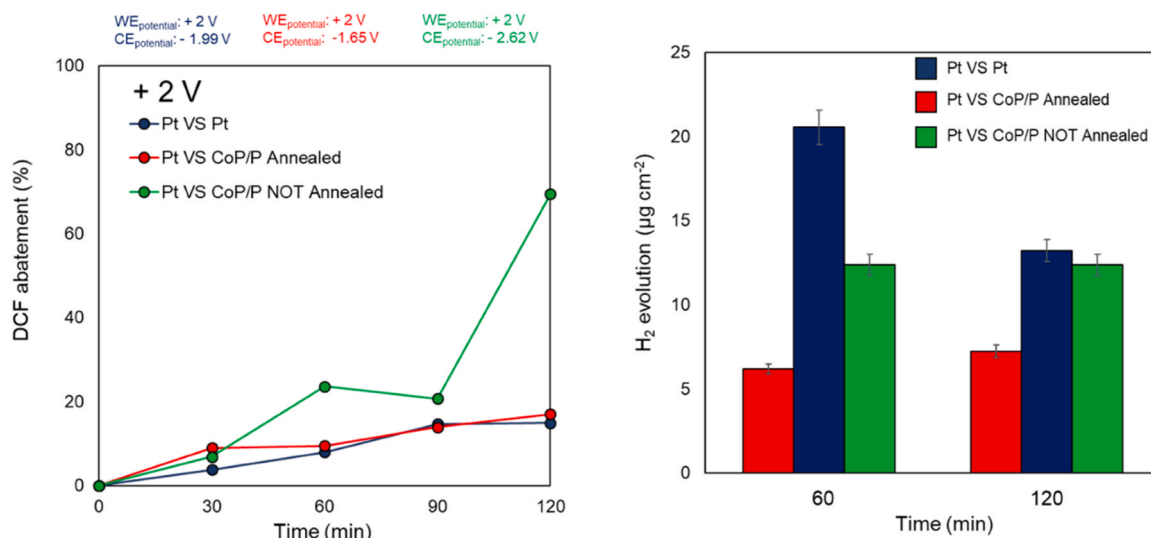 WEpotential: + 2 V
CEpotential: - 1.99 V
WEpotential: + 2 V
CEpotential: -1.65 V
WEpotential: + 2 V
CEpotential: - 2.62 V
+ 2 V
Pt VS Pt
Pt VS CoP/P Annealed
Pt VS CoP/P NOT Annealed
DCF abatement (%)
100
80
60
40
20
0
0 30 60 90 120
Time (min)
Pt VS Pt
Pt VS CoP/P Annealed
Pt VS CoP/P NOT Annealed
H2 evolution (µg cm-2)
25
20
15
10
5
0
60 120
Time (min)